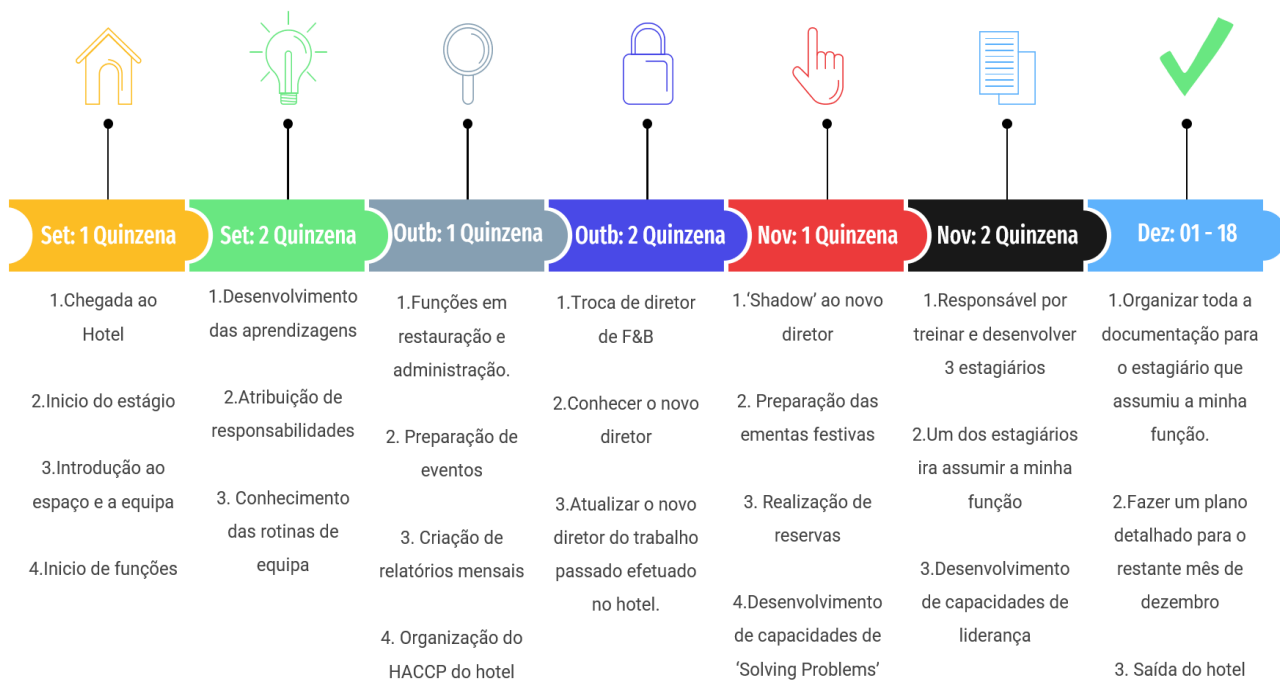 Set: 1 Quinzena
Set: 2 Quinzena
Outb: 1 Quinzena
Outb: 2 Quinzena
Nov: 1 Quinzena
Nov: 2 Quinzena
Dez: 01 - 18
1.Chegada ao
Hotel
2.Inicio do estágio
3.Introdução ao
espaço e a equipa
4.Inicio de funções
1.Desenvolvimento
das aprendizagens
2.Atribuição de
responsabilidades
3. Conhecimento
das rotinas de
equipa
1.Funções em
restauração e
administração.
2. Preparação de
eventos
3. Criação de
relatórios mensais
4. Organização do
HACCP do hotel
1.Troca de diretor
de F&B
2.Conhecer o novo
diretor
3.Atualizar o novo
diretor do trabalho
passado efetuado
no hotel.
1.‘Shadow’ ao novo
diretor
2. Preparação das
ementas festivas
3. Realização de
reservas
4.Desenvolvimento
de capacidades de
‘Solving Problems’
1.Responsável por
treinar e desenvolver
3 estagiários
2.Um dos estagiários
ira assumir a minha
função
3.Desenvolvimento
de capacidades de
liderança
1.Organizar toda a
documentação para
o estagiário que
assumiu a minha
função.
2.Fazer um plano
detalhado para o
restante mês de
dezembro
3. Saída do hotel